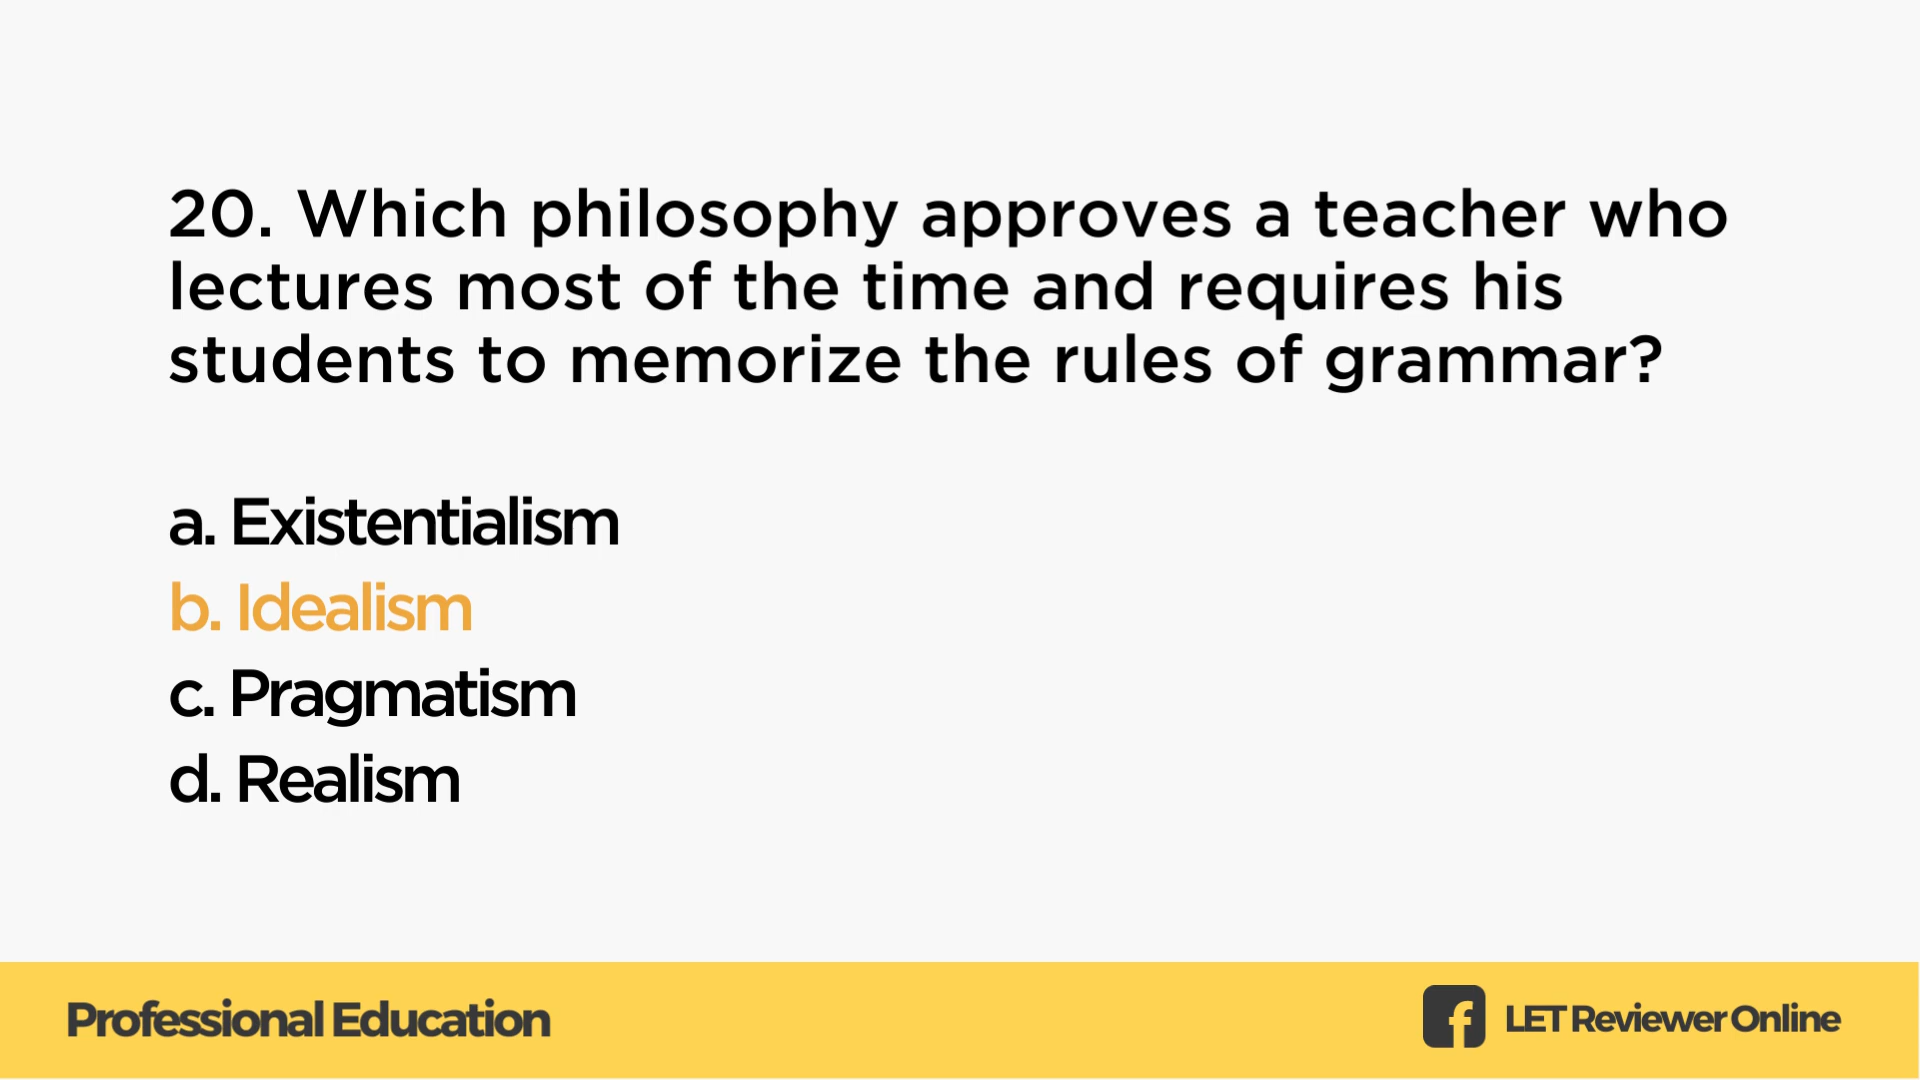 20. Which philosophy approves a teacher who
lectures most of the time and requires his
students to memorize the rules of grammar?
a. Existentialism
b. Idealism
c. Pragmatism
d. Realism
Professional Education
LET Reviewer Online